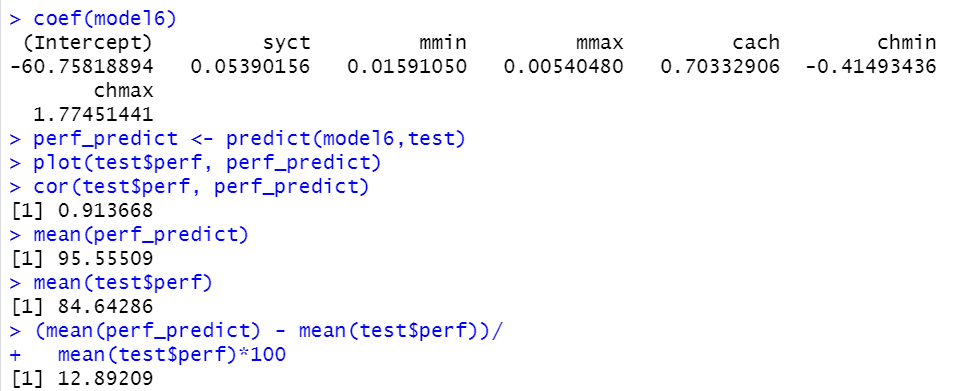 > coef(model6)
(Intercept) syct mmin mmax cach chmin
-60.75818894 0.05390156 0.01591050 0.00540480 0.70332906 -0.41493436
chmax
1.77451441
> perf_predict <- predict(model6,test)
> plot(test$perf, perf_predict)
> cor(test$perf, perf_predict)
[1] 0.913668
> mean(perf_predict)
[1] 95.55509
> mean(test$perf)
[1] 84.64286
> (mean(perf_predict) - mean(test$perf))/
+ mean(test$perf)*100
[1] 12.89209